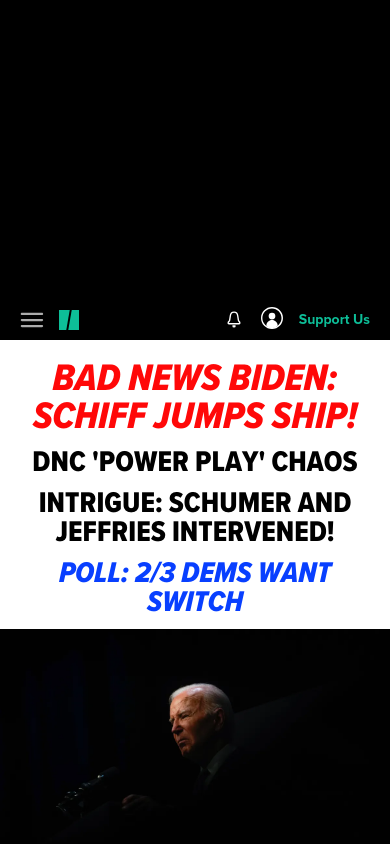 Support Us
BAD NEWS BIDEN:
SCHIFF JUMPS SHIP!
DNC 'POWER PLAY' CHAOS
INTRIGUE: SCHUMER AND
JEFFRIES INTERVENED!
POLL: 2/3 DEMS WANT
SWITCH